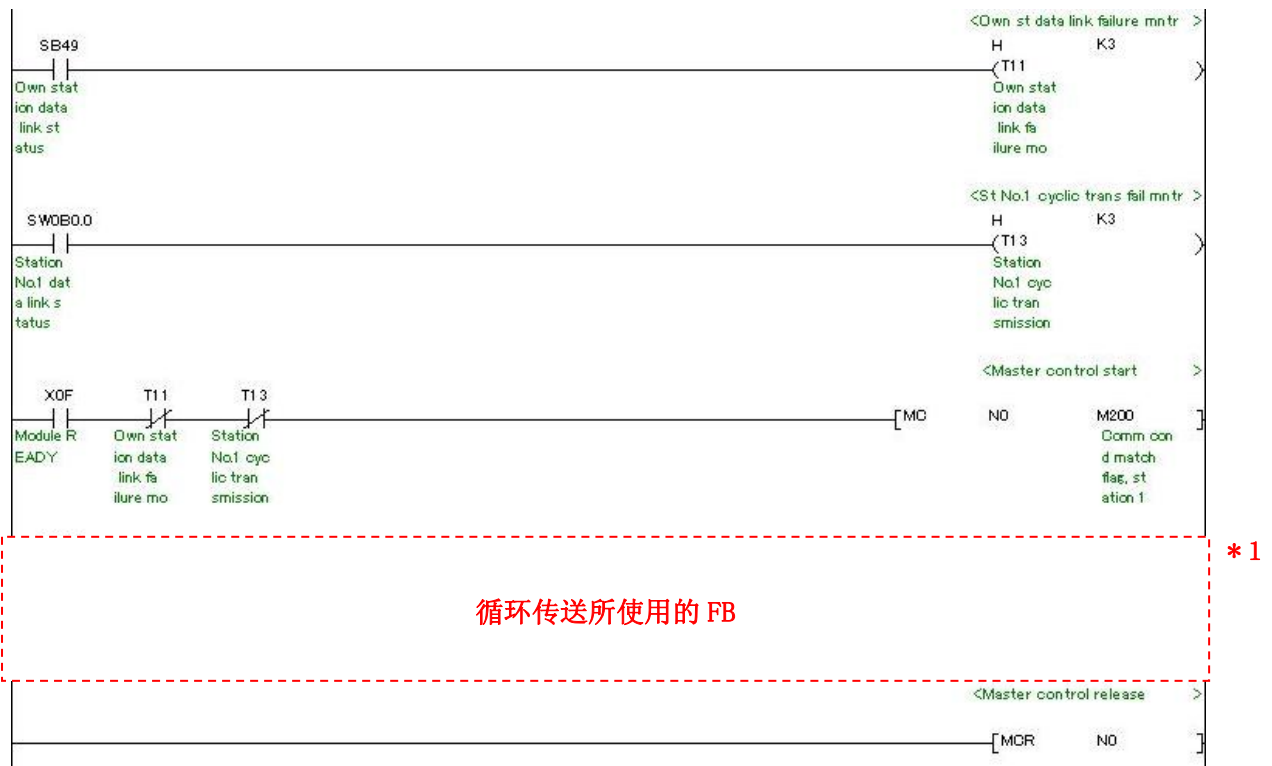 <Own st data link failure mntr >
SB49 H K3
(T11 )
Own stat
ion data
link st
atus
Own stat
ion data
link fa
ilure mo
<St No.1 cyclic trans fail mntr >
SW0B0.0 H K3
(T13 )
Station
No.1 dat
a link s
tatus
Station
No.1 cyc
lic tran
smission
<Master control start >
X0F T11 T13
[MC N0 M200 ]
Module R
EADY
Own stat
ion data
link fa
ilure mo
Station
No.1 cyc
lic tran
smission
Comm con
d match
flag, st
ation 1
*1
循环传送所使用的 FB
<Master control release >
[MCR N0 ]